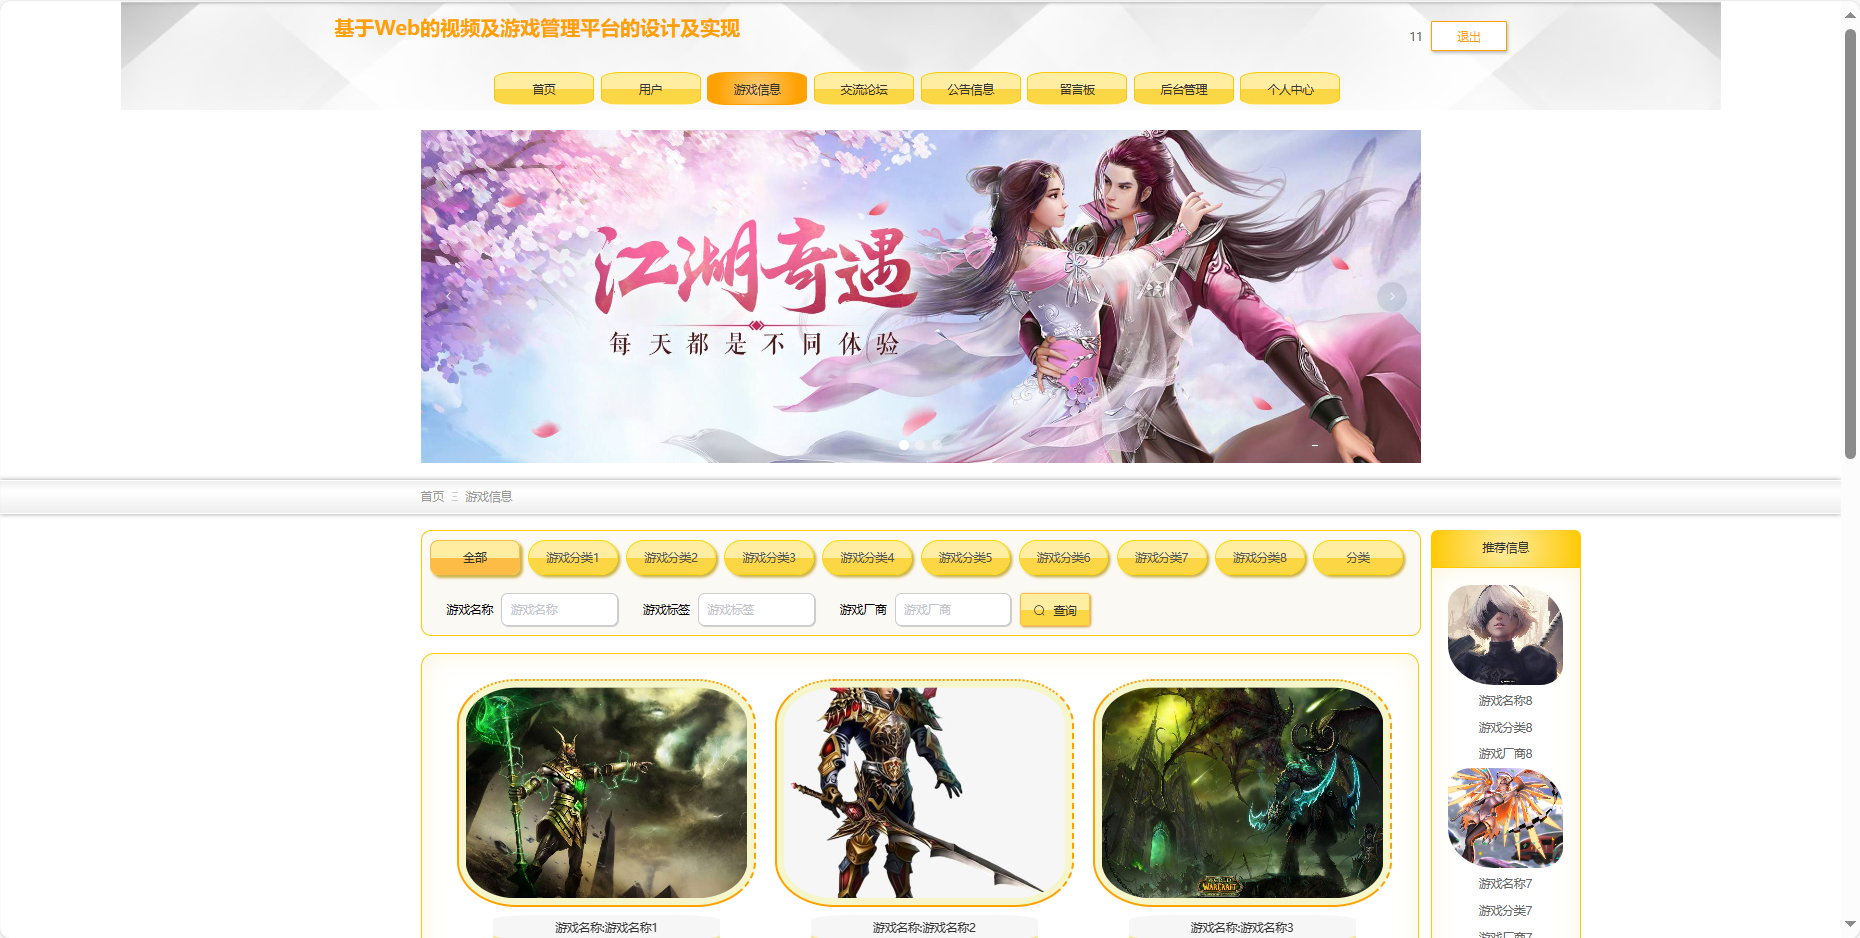 基于Web的视频及游戏管理平台的设计及实现
11 退出
首页 用户 游戏信息 交流论坛 公告信息 留言板 后台管理 个人中心
江湖奇遇
每天都是不同体验
首页 Ξ 游戏信息
全部 游戏分类1 游戏分类2 游戏分类3 游戏分类4 游戏分类5 游戏分类6 游戏分类7 游戏分类8 分类
游戏名称 游戏名称 游戏标签 游戏标签 游戏厂商 游戏厂商 查询
推荐信息
游戏名称8
游戏分类8
游戏厂商8
WORLD
WARCRAFT
游戏名称:游戏名称1 游戏名称:游戏名称2 游戏名称:游戏名称3
游戏名称7
游戏分类7
游戏厂商7